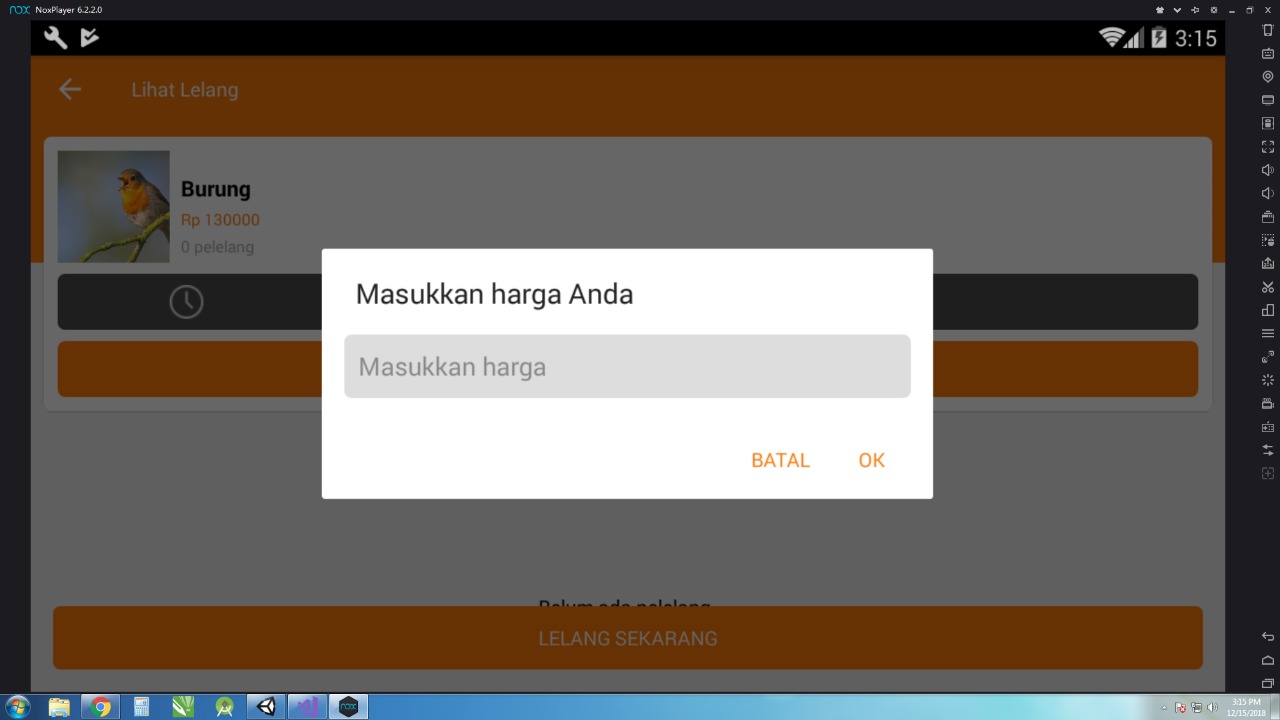 nox NoxPlayer 6.2.2.0
3:15
Lihat Lelang
Burung
Rp 130000
0 pelelang
Masukkan harga Anda
Masukkan harga
BATAL
OK
Belum ada pelelang
LELANG SEKARANG
nox
3:15 PM
12/15/2018